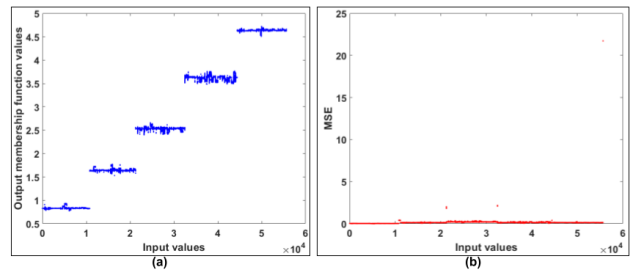 5
4.5
4
3.5
3
2.5
2
1.5
1
0.5
Output membership function values
0 1 2 3 4 5 6
Input values
×10⁴
(a)
25
20
15
10
5
0
MSE
0 1 2 3 4 5 6
Input values
×10⁴
(b)